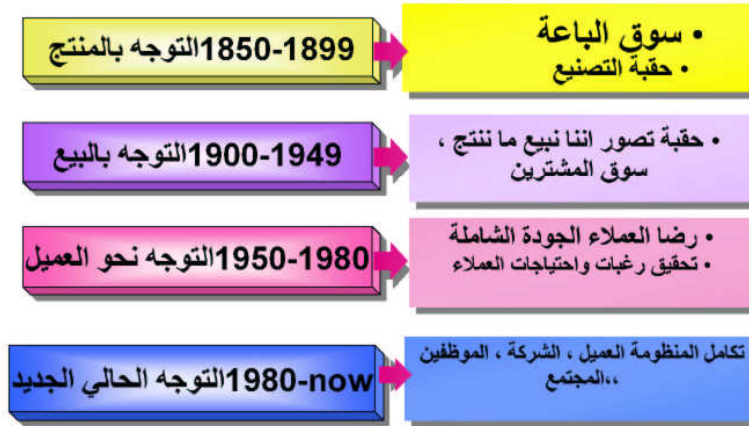 1850-1899التوجه بالمنتج
• سوق الباعة
• حقبة التصنيع
1900-1949التوجه بالبيع
• حقبة تصور اننا نبيع ما ننتج ،
سوق المشترين
1950-1980التوجه نحو العميل
• رضا العملاء الجودة الشاملة
• تحقيق رغبات واحتياجات العملاء
1980-nowالتوجه الحالي الجديد
تكامل المنظومة العميل ، الشركة ، الموظفين
،،المجتمع